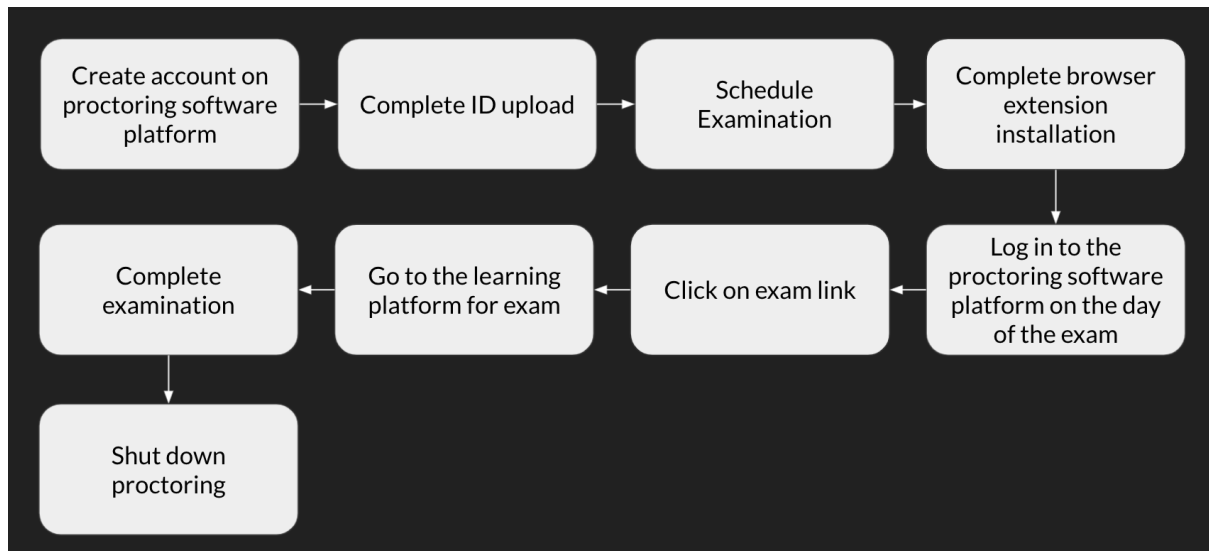 Create account on
proctoring software
platform
Complete ID upload
Schedule
Examination
Complete browser
extension
installation
Log in to the
proctoring software
platform on the day
of the exam
Click on exam link
Go to the learning
platform for exam
Complete
examination
Shut down
proctoring